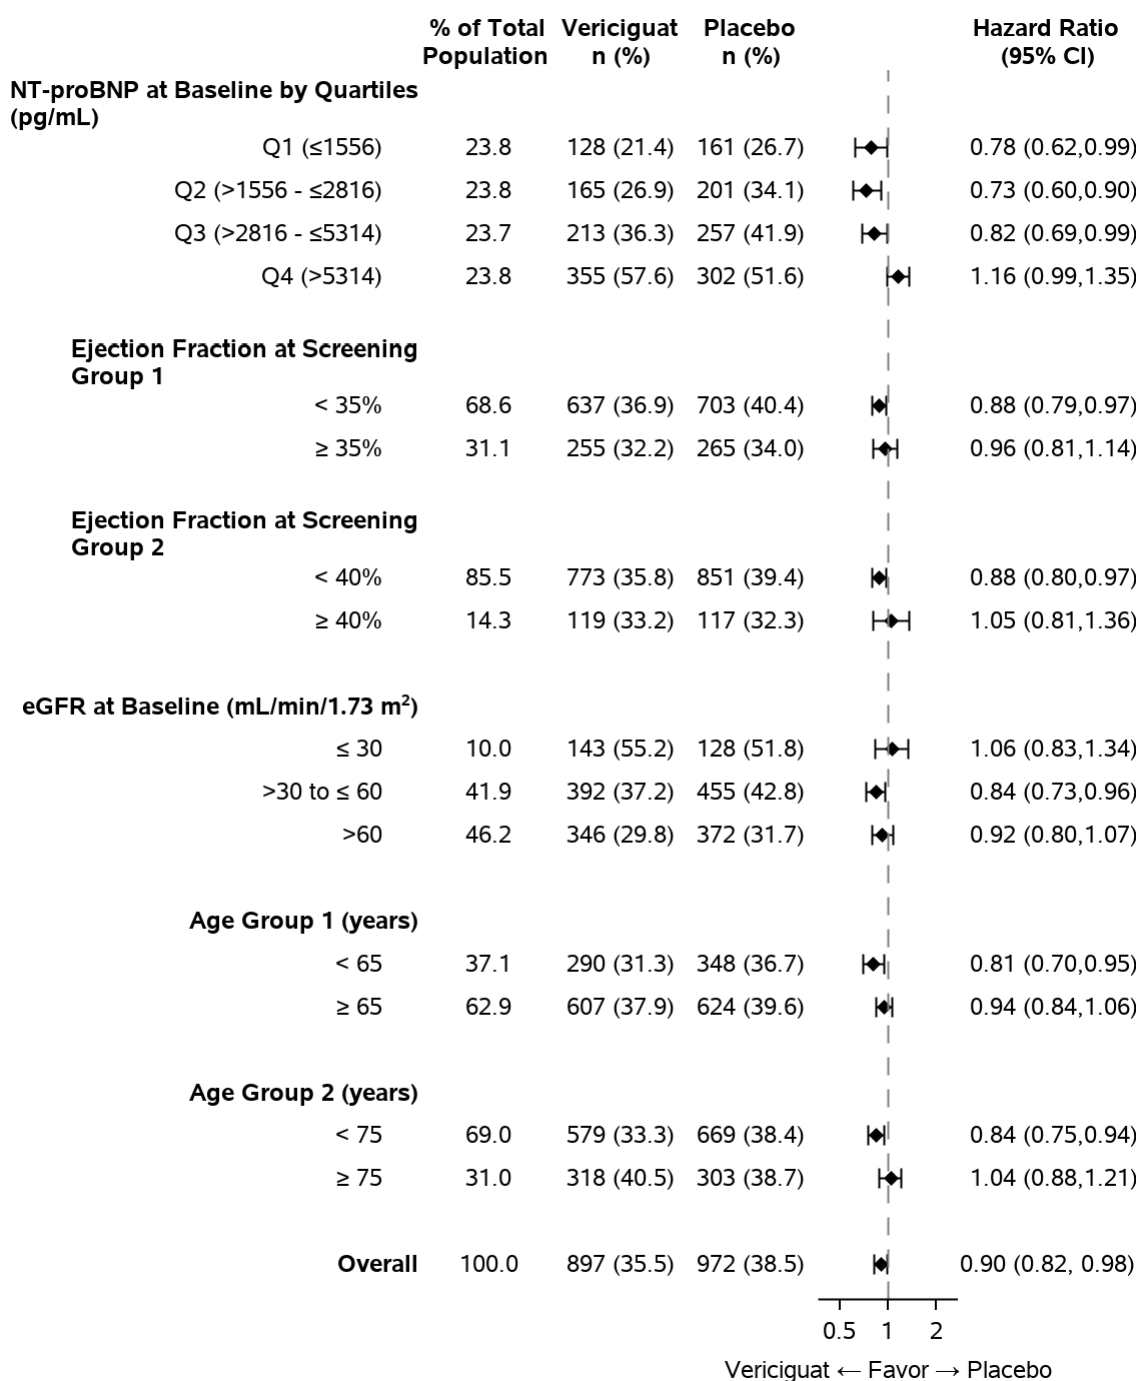 % of Total Vericiguat Placebo Hazard Ratio
Population n (%) n (%) (95% CI)
NT-proBNP at Baseline by Quartiles
(pg/mL)
Q1 (≤1556) 23.8 128 (21.4) 161 (26.7) 0.78 (0.62,0.99)
Q2 (>1556 - ≤2816) 23.8 165 (26.9) 201 (34.1) 0.73 (0.60,0.90)
Q3 (>2816 - ≤5314) 23.7 213 (36.3) 257 (41.9) 0.82 (0.69,0.99)
Q4 (>5314) 23.8 355 (57.6) 302 (51.6) 1.16 (0.99,1.35)
Ejection Fraction at Screening
Group 1
< 35% 68.6 637 (36.9) 703 (40.4) 0.88 (0.79,0.97)
≥ 35% 31.1 255 (32.2) 265 (34.0) 0.96 (0.81,1.14)
Ejection Fraction at Screening
Group 2
< 40% 85.5 773 (35.8) 851 (39.4) 0.88 (0.80,0.97)
≥ 40% 14.3 119 (33.2) 117 (32.3) 1.05 (0.81,1.36)
eGFR at Baseline (mL/min/1.73 m²)
≤ 30 10.0 143 (55.2) 128 (51.8) 1.06 (0.83,1.34)
>30 to ≤ 60 41.9 392 (37.2) 455 (42.8) 0.84 (0.73,0.96)
>60 46.2 346 (29.8) 372 (31.7) 0.92 (0.80,1.07)
Age Group 1 (years)
< 65 37.1 290 (31.3) 348 (36.7) 0.81 (0.70,0.95)
≥ 65 62.9 607 (37.9) 624 (39.6) 0.94 (0.84,1.06)
Age Group 2 (years)
< 75 69.0 579 (33.3) 669 (38.4) 0.84 (0.75,0.94)
≥ 75 31.0 318 (40.5) 303 (38.7) 1.04 (0.88,1.21)
Overall 100.0 897 (35.5) 972 (38.5) 0.90 (0.82, 0.98)
0.5 1 2
Vericiguat ← Favor → Placebo